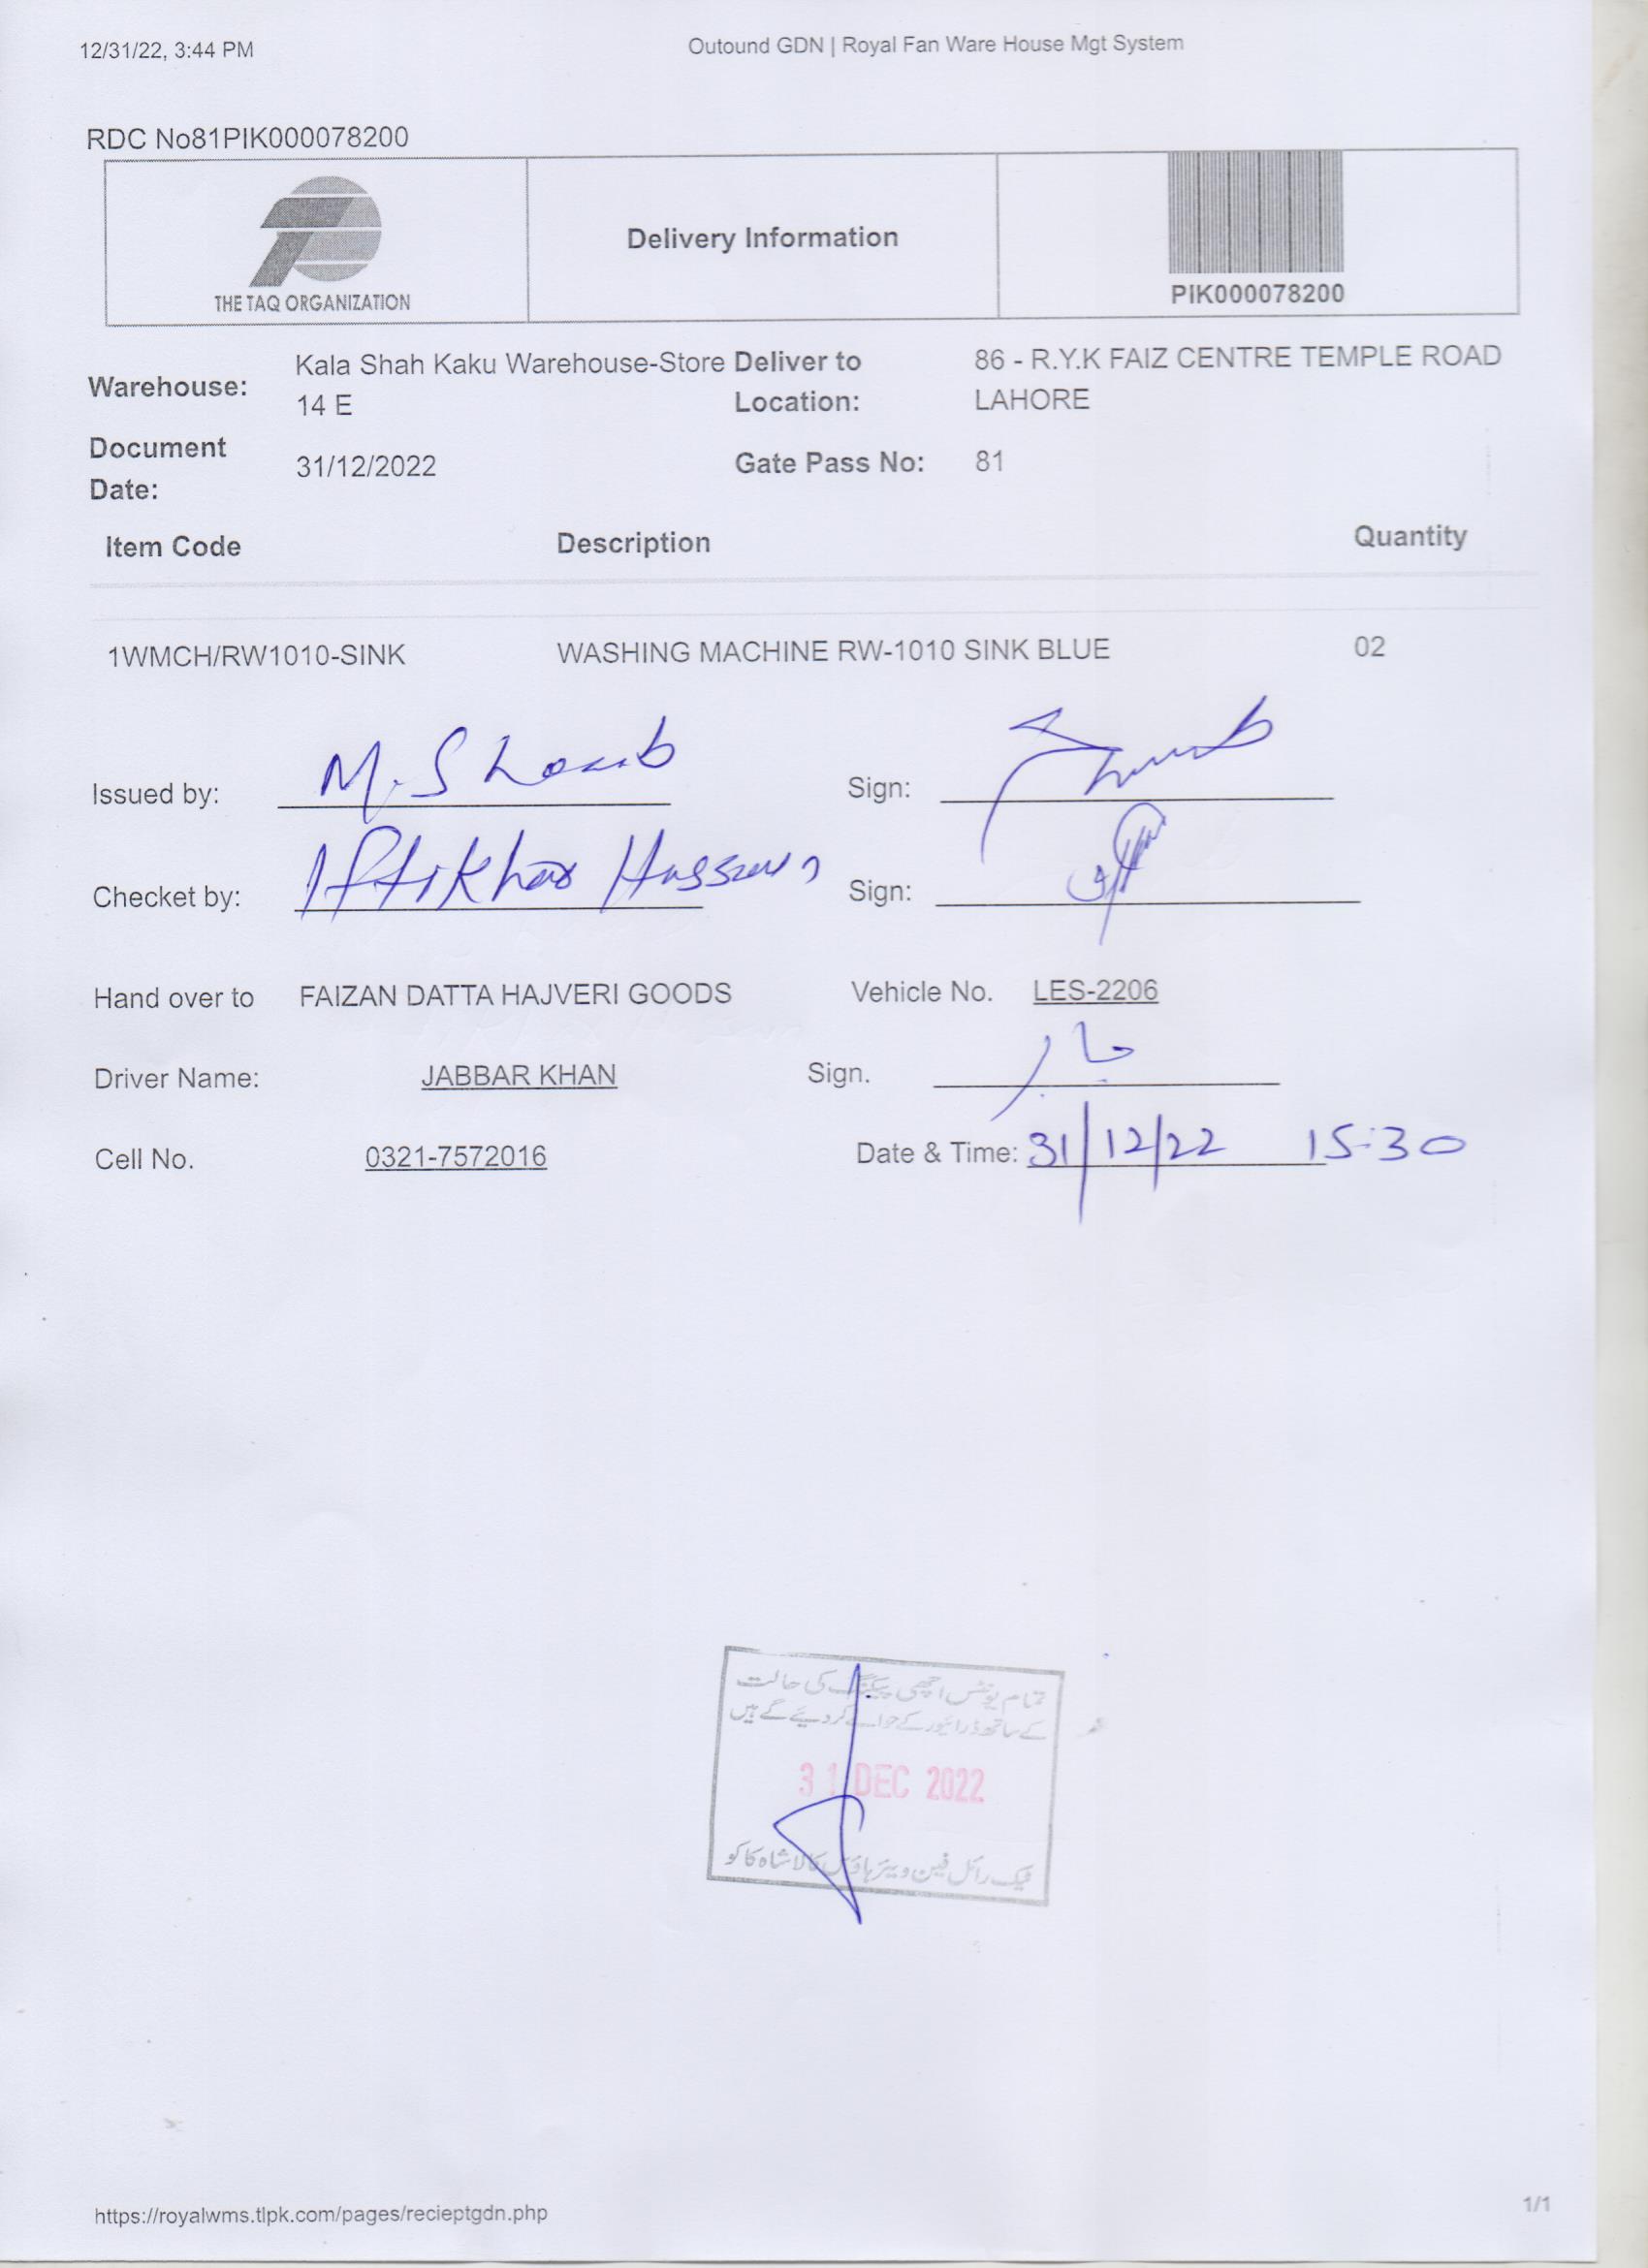 12/31/22, 3:44 PM
Outound GDN | Royal Fan Ware House Mgt System
RDC No81PIK000078200
THE TAQ ORGANIZATION
Delivery Information
PIK000078200
Warehouse: Kala Shah Kaku Warehouse-Store 14 E
Deliver to Location: 86 - R.Y.K FAIZ CENTRE TEMPLE ROAD LAHORE
Document Date: 31/12/2022
Gate Pass No: 81
Item Code Description Quantity
1WMCH/RW1010-SINK WASHING MACHINE RW-1010 SINK BLUE 02
Issued by: M. Shoaib Sign:
Checket by: Iftikhar Hussain Sign:
Hand over to FAIZAN DATTA HAJVERI GOODS Vehicle No. LES-2206
Driver Name: JABBAR KHAN Sign. جابر
Cell No. 0321-7572016 Date & Time: 31/12/22 15:30
تمام یونٹس اچھی پیکنگ کی حالت
کے ساتھ ڈرائیور کے حوالے کردیئے گے ہیں
31 DEC 2022
ٹیک رائل فین ویئر ہاؤس کالا شاہ کاکو
https://royalwms.tlpk.com/pages/recieptgdn.php
1/1